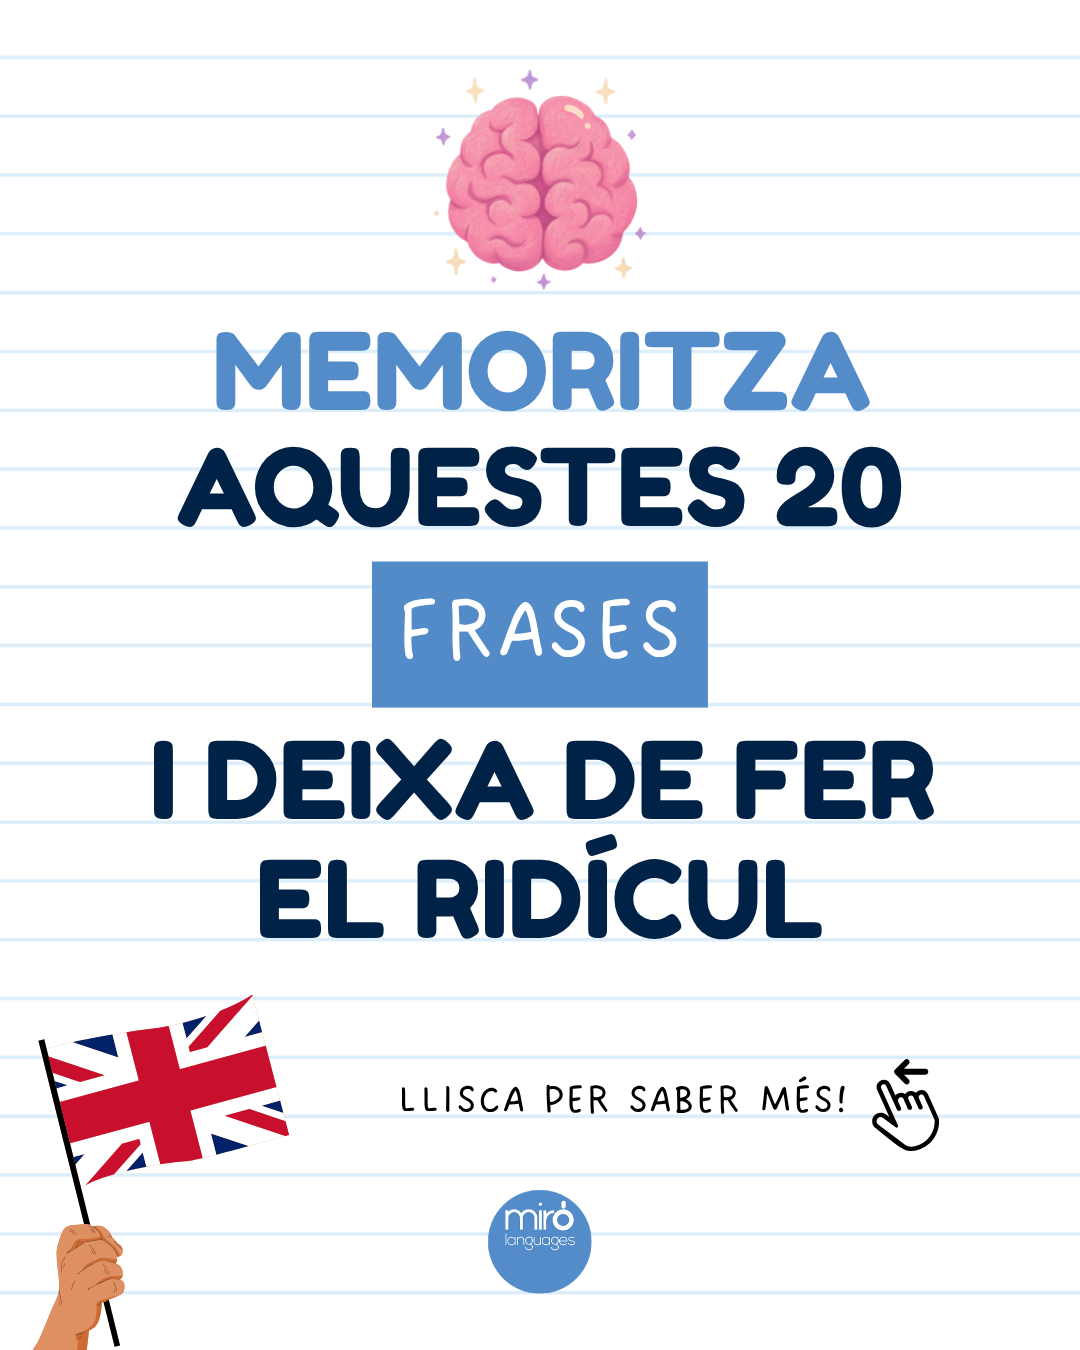 MEMORITZA
AQUESTES 20
FRASES
I DEIXA DE FER
EL RIDÍCUL
LLISCA PER SABER MÉS!
miró
languages